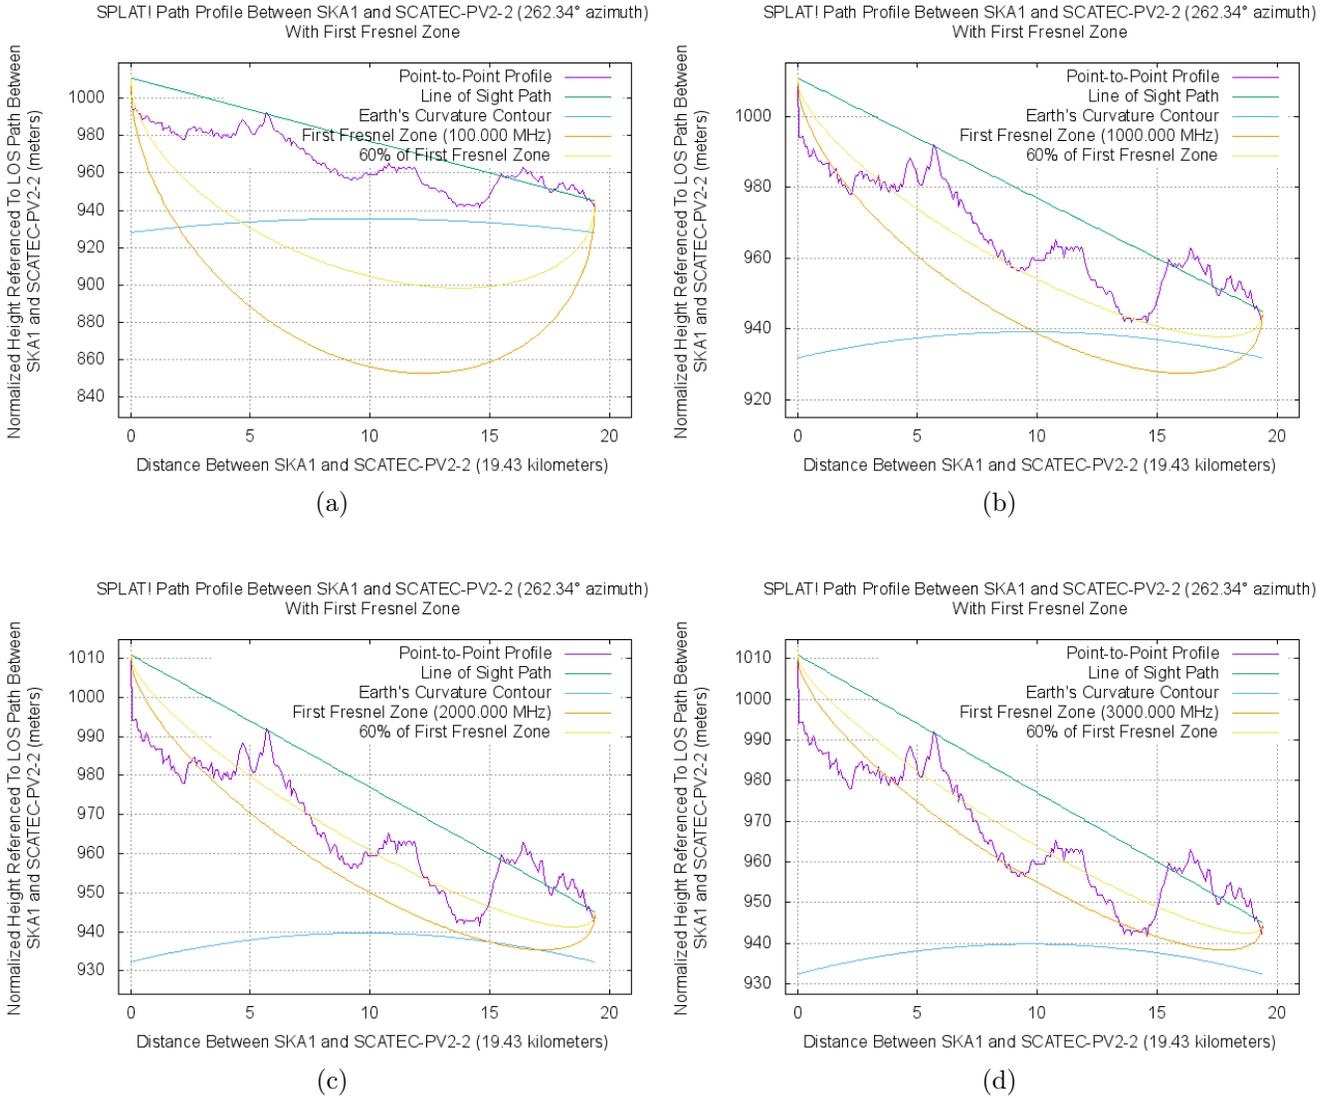 SPLAT! Path Profile Between SKA1 and SCATEC-PV2-2 (262.34° azimuth)
With First Fresnel Zone
Normalized Height Referenced To LOS Path Between
SKA1 and SCATEC-PV2-2 (meters)
Point-to-Point Profile
Line of Sight Path
Earth's Curvature Contour
First Fresnel Zone (100.000 MHz)
60% of First Fresnel Zone
1000
980
960
940
920
900
880
860
840
0 5 10 15 20
Distance Between SKA1 and SCATEC-PV2-2 (19.43 kilometers)
(a)
SPLAT! Path Profile Between SKA1 and SCATEC-PV2-2 (262.34° azimuth)
With First Fresnel Zone
Normalized Height Referenced To LOS Path Between
SKA1 and SCATEC-PV2-2 (meters)
Point-to-Point Profile
Line of Sight Path
Earth's Curvature Contour
First Fresnel Zone (1000.000 MHz)
60% of First Fresnel Zone
1000
980
960
940
920
0 5 10 15 20
Distance Between SKA1 and SCATEC-PV2-2 (19.43 kilometers)
(b)
SPLAT! Path Profile Between SKA1 and SCATEC-PV2-2 (262.34° azimuth)
With First Fresnel Zone
Normalized Height Referenced To LOS Path Between
SKA1 and SCATEC-PV2-2 (meters)
Point-to-Point Profile
Line of Sight Path
Earth's Curvature Contour
First Fresnel Zone (2000.000 MHz)
60% of First Fresnel Zone
1010
1000
990
980
970
960
950
940
930
0 5 10 15 20
Distance Between SKA1 and SCATEC-PV2-2 (19.43 kilometers)
(c)
SPLAT! Path Profile Between SKA1 and SCATEC-PV2-2 (262.34° azimuth)
With First Fresnel Zone
Normalized Height Referenced To LOS Path Between
SKA1 and SCATEC-PV2-2 (meters)
Point-to-Point Profile
Line of Sight Path
Earth's Curvature Contour
First Fresnel Zone (3000.000 MHz)
60% of First Fresnel Zone
1010
1000
990
980
970
960
950
940
930
0 5 10 15 20
Distance Between SKA1 and SCATEC-PV2-2 (19.43 kilometers)
(d)